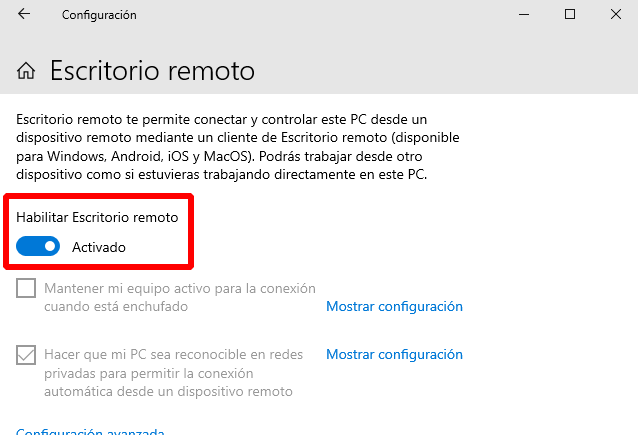 Configuración
Escritorio remoto
Escritorio remoto te permite conectar y controlar este PC desde un
dispositivo remoto mediante un cliente de Escritorio remoto (disponible
para Windows, Android, iOS y MacOS). Podrás trabajar desde otro
dispositivo como si estuvieras trabajando directamente en este PC.
Habilitar Escritorio remoto
Activado
Mantener mi equipo activo para la conexión
cuando está enchufado
Mostrar configuración
Hacer que mi PC sea reconocible en redes
privadas para permitir la conexión
automática desde un dispositivo remoto
Mostrar configuración
Configuración avanzada